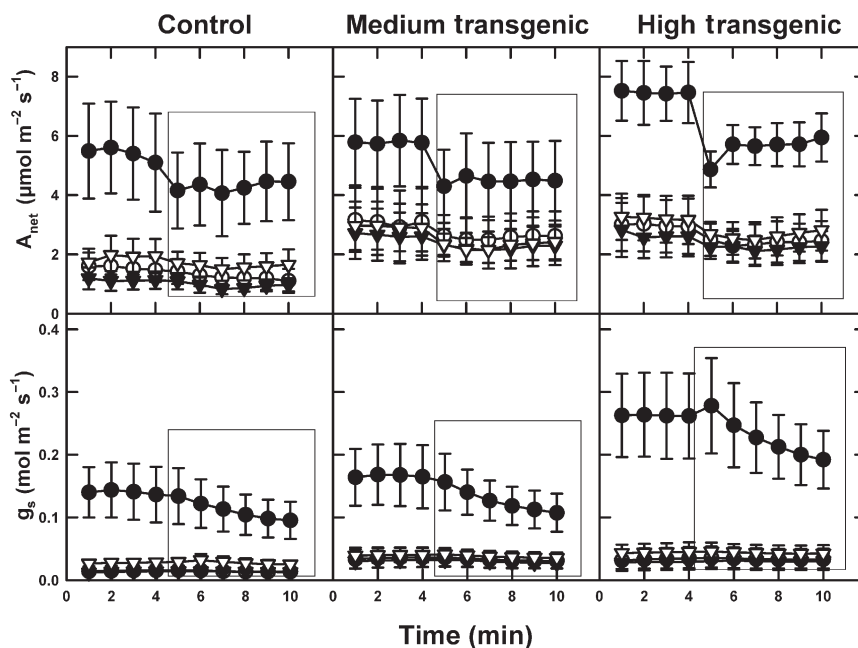 Control Medium transgenic High transgenic
8
6
4
2
0
A_net (µmol m⁻² s⁻¹)
0.4
0.3
0.2
0.1
0.0
g_s (mol m⁻² s⁻¹)
0 2 4 6 8 10 0 2 4 6 8 10 0 2 4 6 8 10
Time (min)